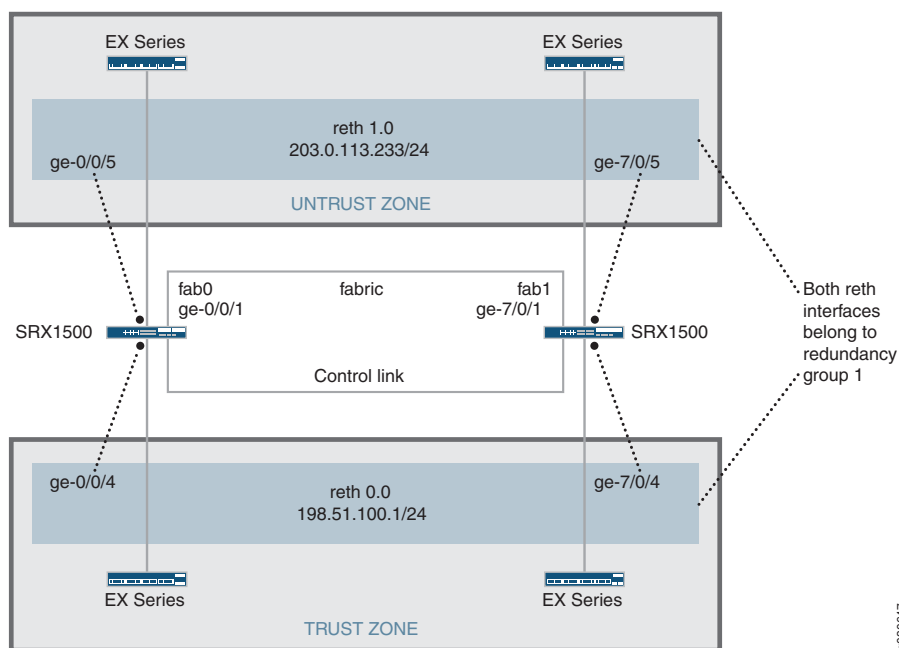 EX Series
EX Series
reth 1.0
203.0.113.233/24
ge-0/0/5
ge-7/0/5
UNTRUST ZONE
fab0
fabric
fab1
ge-0/0/1
ge-7/0/1
SRX1500
SRX1500
Control link
Both reth
interfaces
belong to
redundancy
group 1
ge-0/0/4
ge-7/0/4
reth 0.0
198.51.100.1/24
EX Series
EX Series
TRUST ZONE